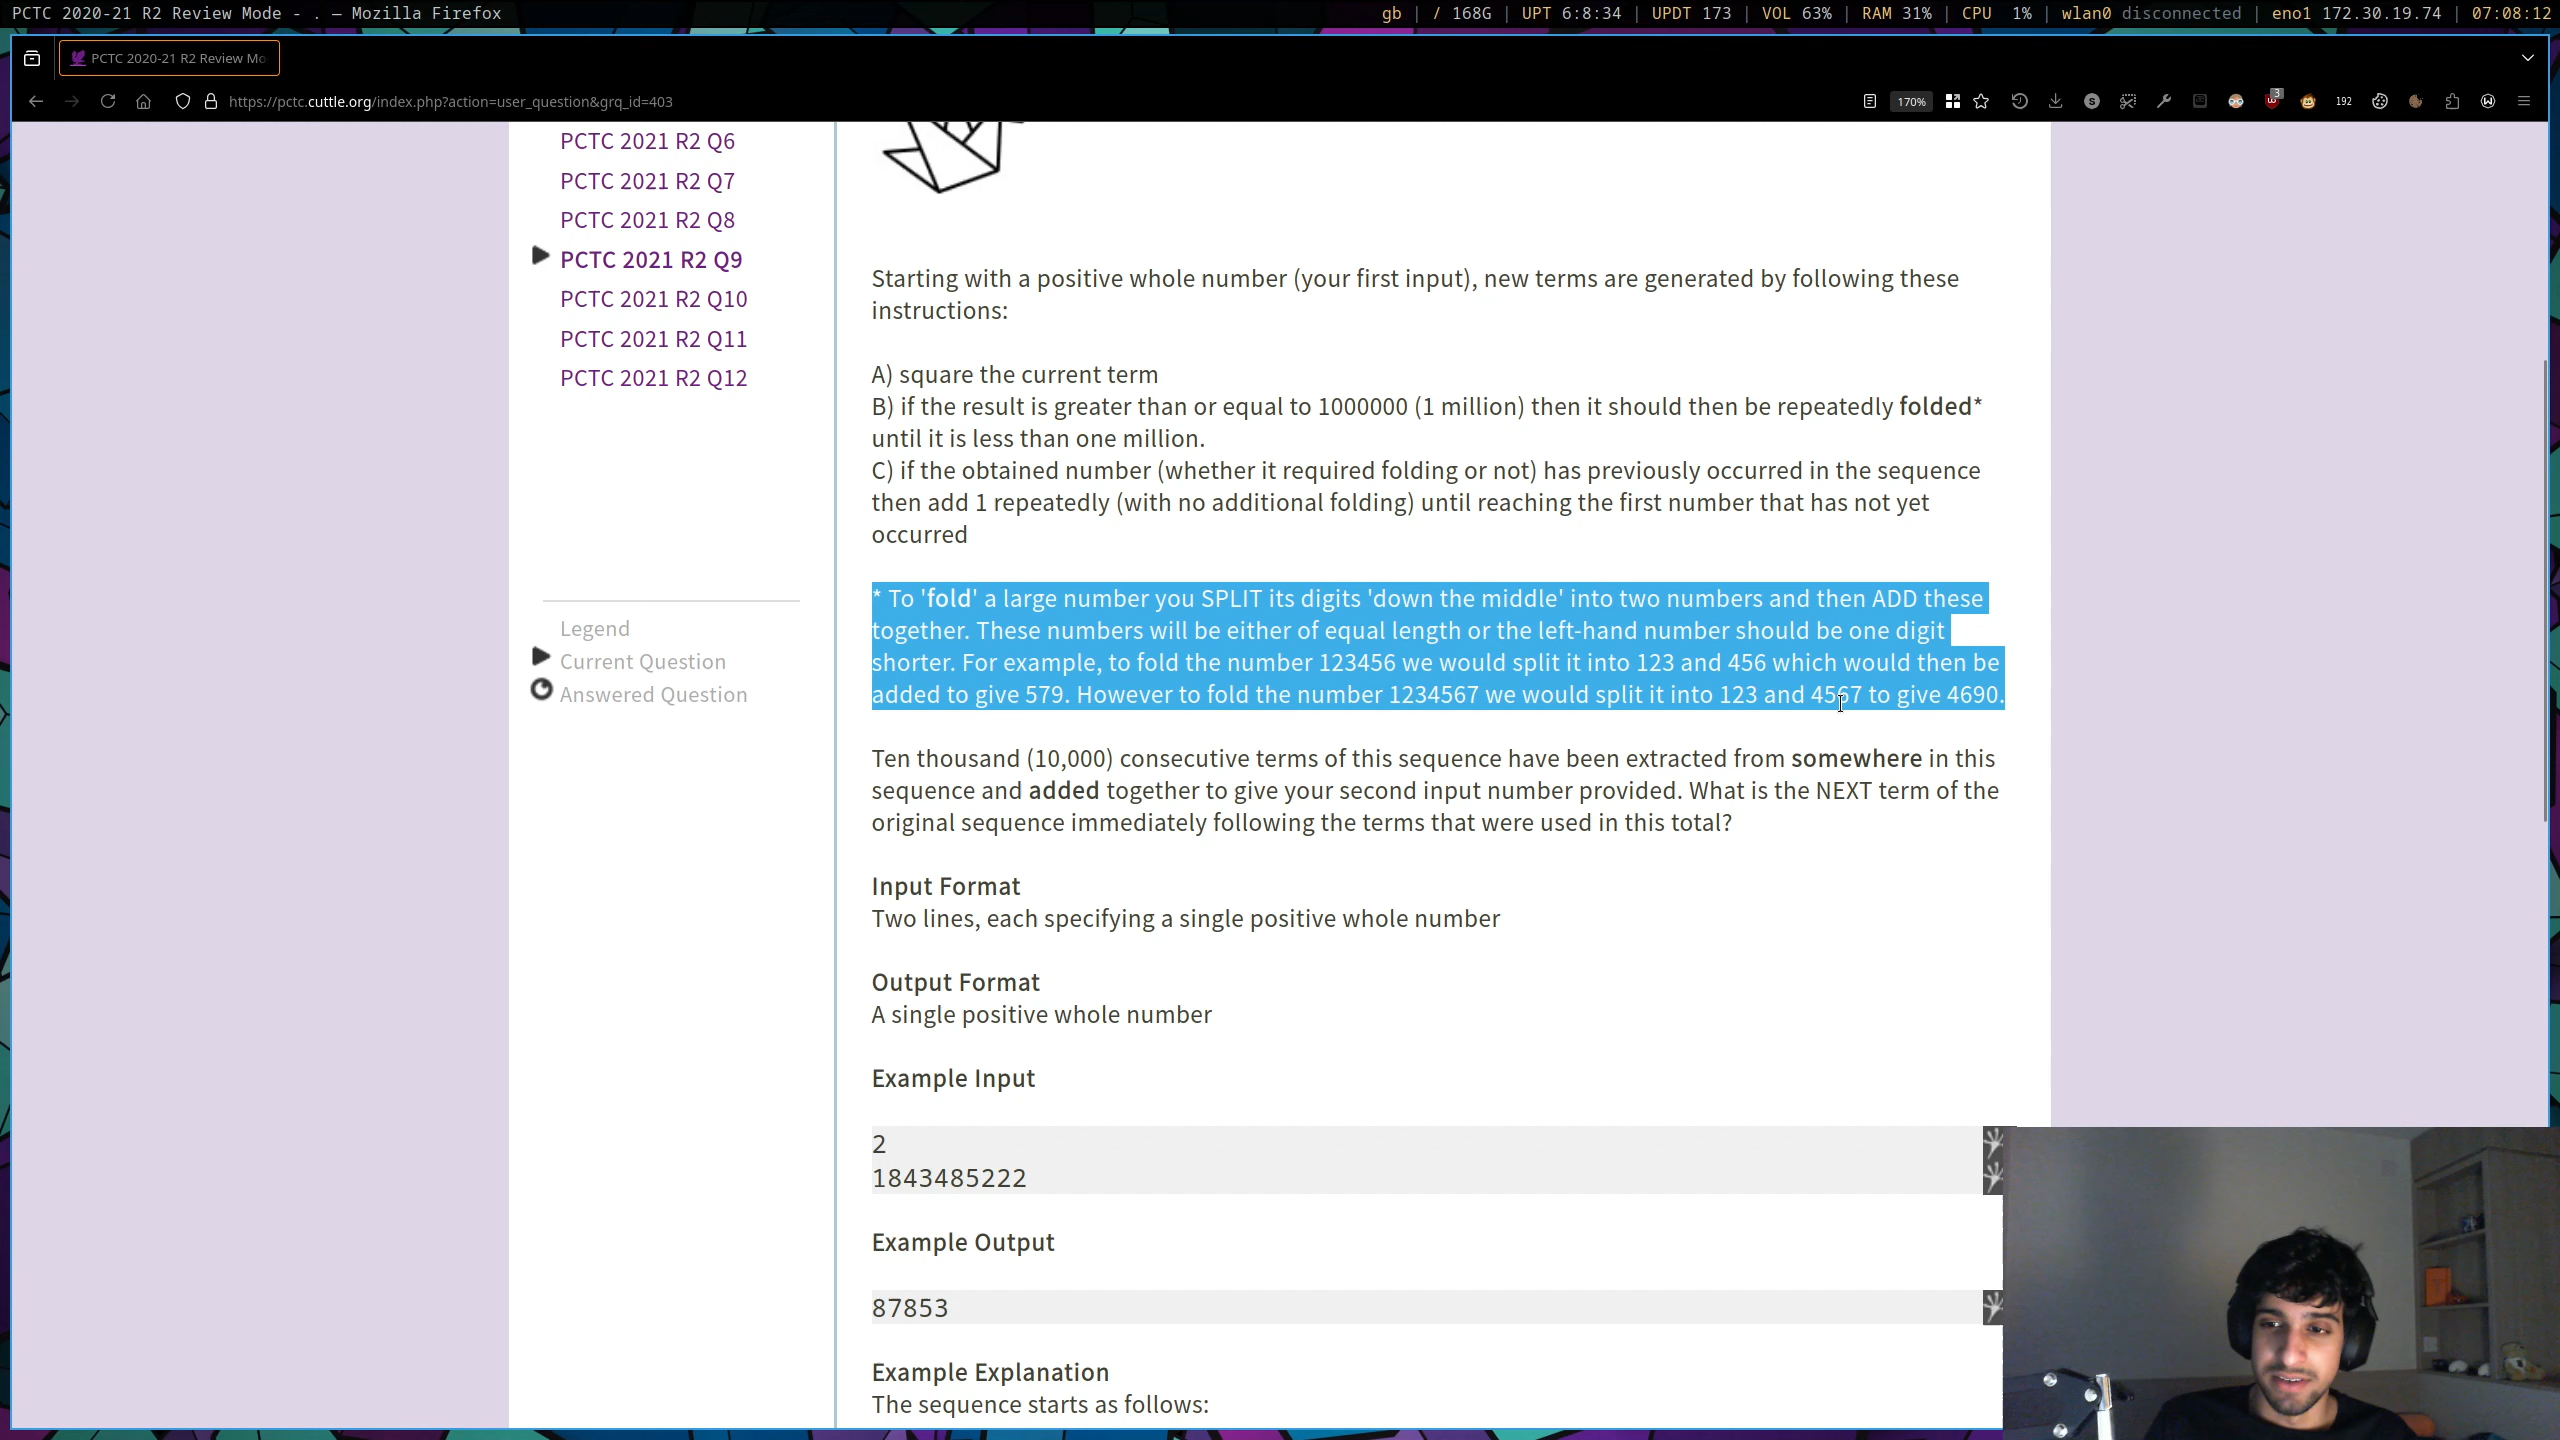 PCTC 2020-21 R2 Review Mode - . — Mozilla Firefox
gb | / 168G | UPT 6:8:34 | UPDT 173 | VOL 63% | RAM 31% | CPU 1% | wlan0 disconnected | eno1 172.30.19.74 | 07:08:12
PCTC 2020-21 R2 Review Mo
https://pctc.cuttle.org/index.php?action=user_question&grq_id=403
170%
3
192
PCTC 2021 R2 Q6
PCTC 2021 R2 Q7
PCTC 2021 R2 Q8
PCTC 2021 R2 Q9
PCTC 2021 R2 Q10
PCTC 2021 R2 Q11
PCTC 2021 R2 Q12
Legend
Current Question
Answered Question
Starting with a positive whole number (your first input), new terms are generated by following these
instructions:
A) square the current term
B) if the result is greater than or equal to 1000000 (1 million) then it should then be repeatedly folded*
until it is less than one million.
C) if the obtained number (whether it required folding or not) has previously occurred in the sequence
then add 1 repeatedly (with no additional folding) until reaching the first number that has not yet
occurred
* To 'fold' a large number you SPLIT its digits 'down the middle' into two numbers and then ADD these
together. These numbers will be either of equal length or the left-hand number should be one digit
shorter. For example, to fold the number 123456 we would split it into 123 and 456 which would then be
added to give 579. However to fold the number 1234567 we would split it into 123 and 4567 to give 4690.
Ten thousand (10,000) consecutive terms of this sequence have been extracted from somewhere in this
sequence and added together to give your second input number provided. What is the NEXT term of the
original sequence immediately following the terms that were used in this total?
Input Format
Two lines, each specifying a single positive whole number
Output Format
A single positive whole number
Example Input
2
1843485222
Example Output
87853
Example Explanation
The sequence starts as follows: